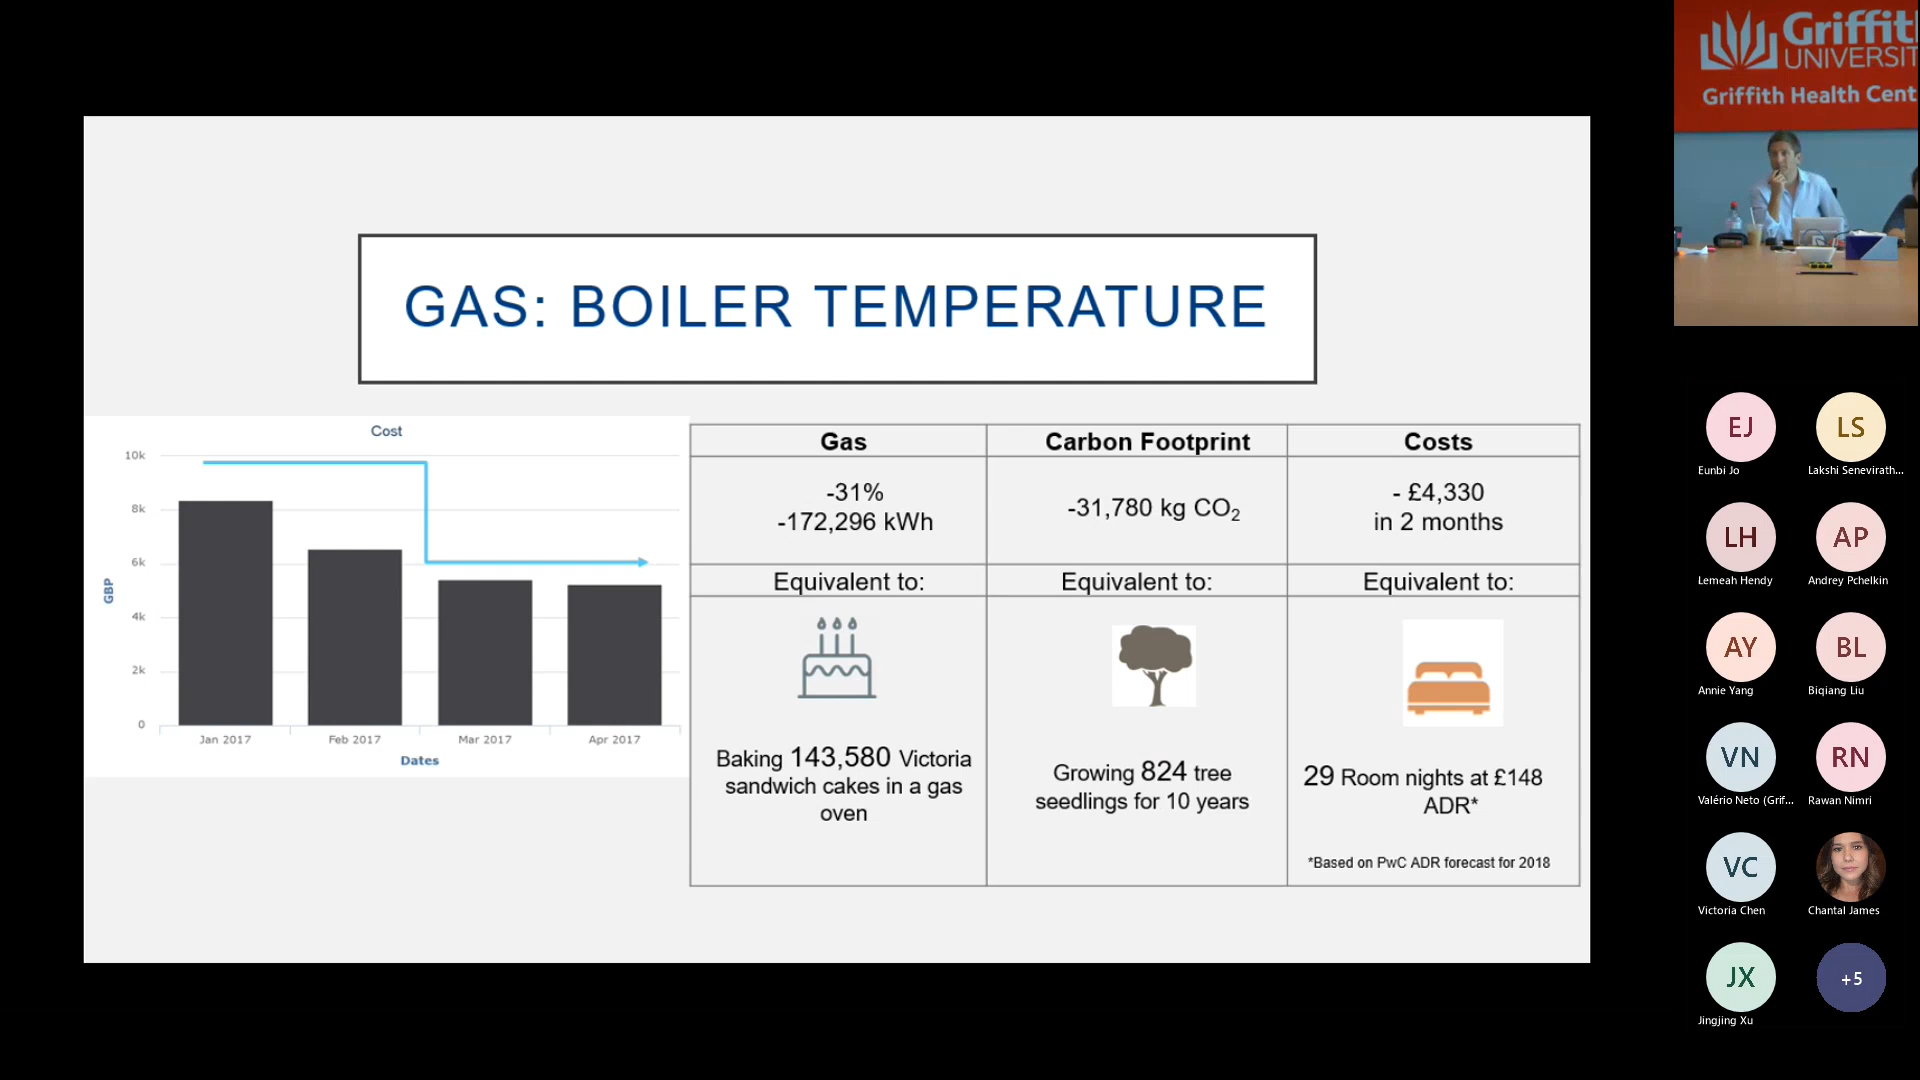 GAS: BOILER TEMPERATURE
Cost
10k
8k
6k
4k
2k
0
GBP
Jan 2017
Feb 2017
Mar 2017
Apr 2017
Dates
Gas
Carbon Footprint
Costs
-31%
-172,296 kWh
-31,780 kg CO2
- £4,330
in 2 months
Equivalent to:
Equivalent to:
Equivalent to:
Baking 143,580 Victoria
sandwich cakes in a gas
oven
Growing 824 tree
seedlings for 10 years
29 Room nights at £148
ADR*
*Based on PwC ADR forecast for 2018
Griffit
UNIVERSIT
Griffith Health Cent
EJ
Eunbi Jo
LS
Lakshi Senevirath...
LH
Lemeah Hendy
AP
Andrey Pchelkin
AY
Annie Yang
BL
Biqiang Liu
VN
Valério Neto (Grif...
RN
Rawan Nimri
VC
Victoria Chen
Chantal James
JX
Jingjing Xu
+5